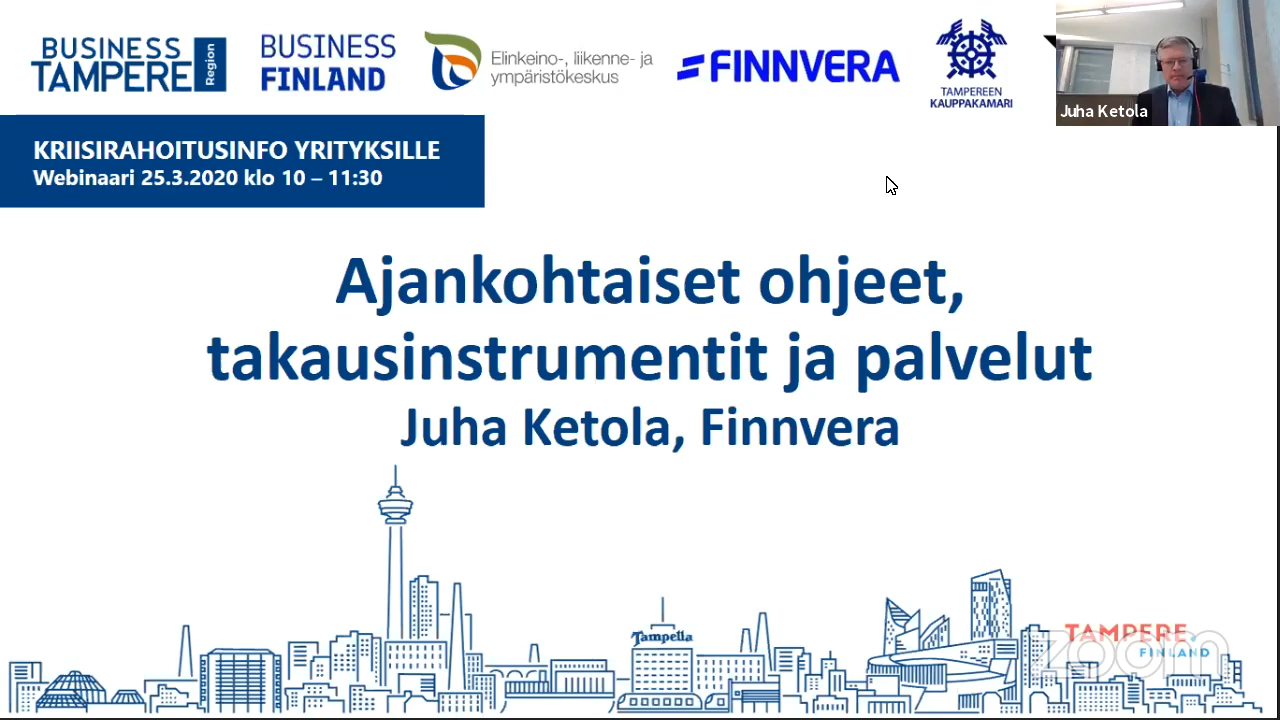 BUSINESS
TAMPERE
Region
BUSINESS
FINLAND
Elinkeino-, liikenne- ja
ympäristökeskus
FINNVERA
TAMPEREEN
KAUPPAKAMARI
Juha Ketola
KRIISIRAHOITUSINFO YRITYKSILLE
Webinaari 25.3.2020 klo 10 – 11:30
Ajankohtaiset ohjeet,
takausinstrumentit ja palvelut
Juha Ketola, Finnvera
Tampella
TAMPERE.
FINLAND
zoom